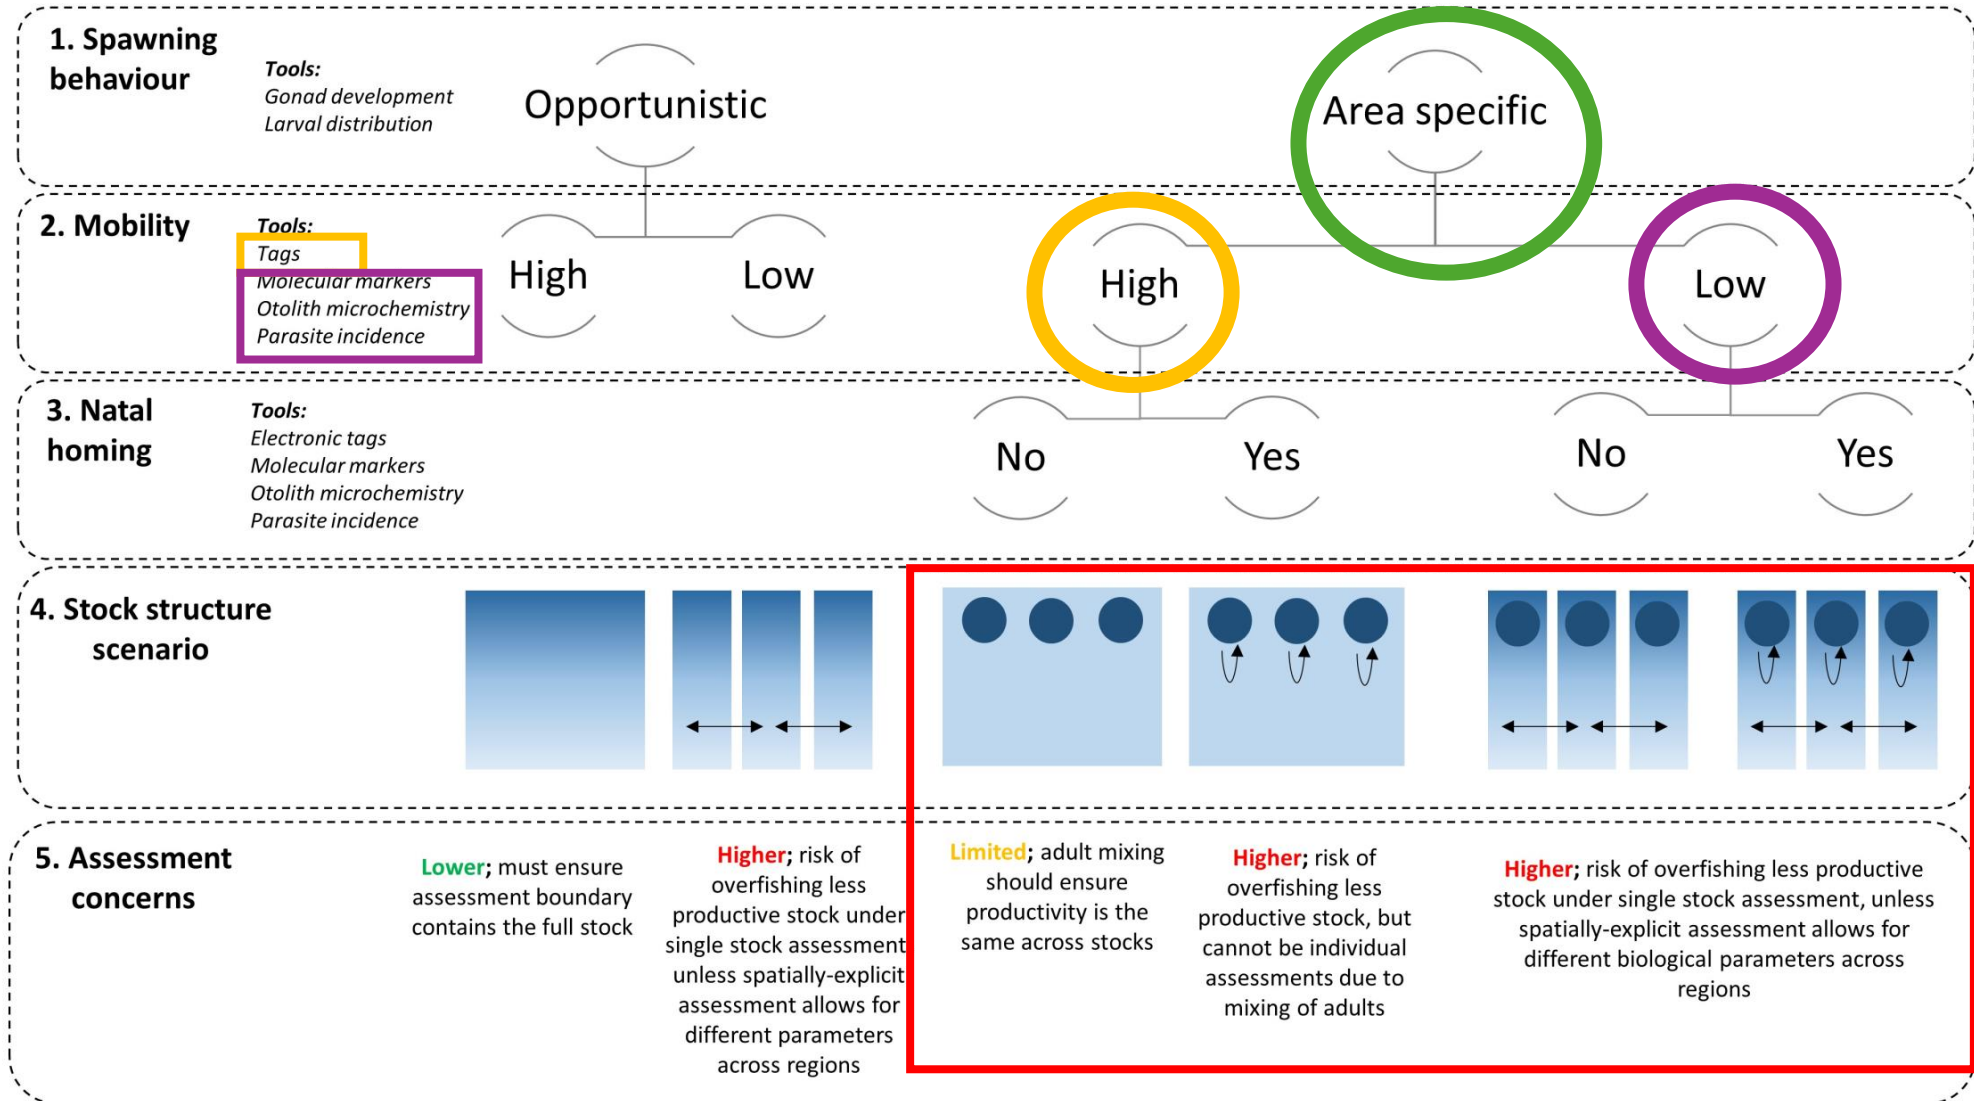 1. Spawning
behaviour
Tools:
Gonad development
Larval distribution
Opportunistic
Area specific
2. Mobility
Tools:
Tags
Molecular markers
Otolith microchemistry
Parasite incidence
High
Low
High
Low
3. Natal
homing
Tools:
Electronic tags
Molecular markers
Otolith microchemistry
Parasite incidence
No
Yes
No
Yes
4. Stock structure
scenario
5. Assessment
concerns
Lower; must ensure
assessment boundary
contains the full stock
Higher; risk of
overfishing less
productive stock under
single stock assessment
unless spatially-explicit
assessment allows for
different parameters
across regions
Limited; adult mixing
should ensure
productivity is the
same across stocks
Higher; risk of
overfishing less
productive stock, but
cannot be individual
assessments due to
mixing of adults
Higher; risk of overfishing less productive
stock under single stock assessment, unless
spatially-explicit assessment allows for
different biological parameters across
regions